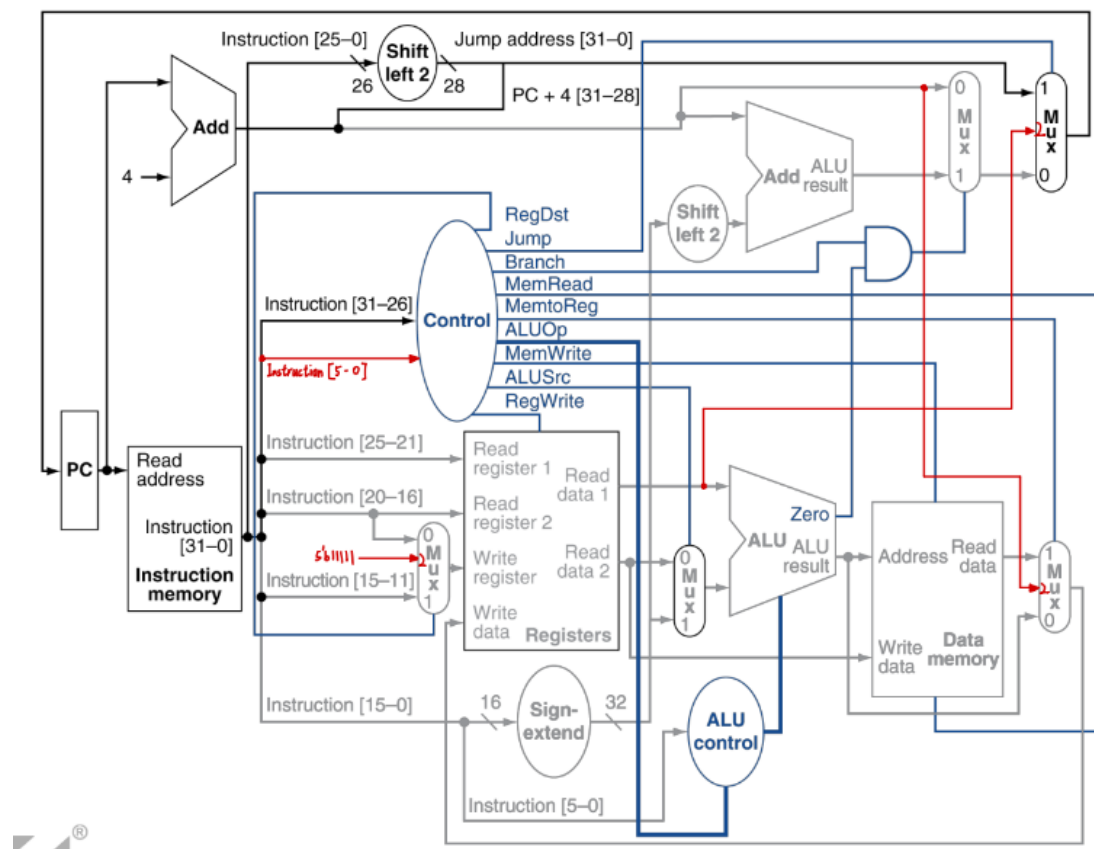 Instruction [25–0]
Shift
left 2
Jump address [31–0]
26
28
PC + 4 [31–28]
Add
4
0
M
u
x
1
1
2
M
u
x
0
Add
ALU
result
Shift
left 2
RegDst
Jump
Branch
MemRead
MemtoReg
ALUOp
MemWrite
ALUSrc
RegWrite
Control
Instruction [31–26]
Instruction [5-0]
PC
Read
address
Instruction
[31–0]
Instruction
memory
Instruction [25–21]
Instruction [20–16]
5'b11111
Instruction [15–11]
0
M
2
u
x
1
Read
register 1
Read
register 2
Write
register
Write
data
Read
data 1
Read
data 2
Registers
0
M
u
x
1
Zero
ALU
ALU
result
Address
Read
data
Write
data
Data
memory
1
M
2
u
x
0
Instruction [15–0]
16
Sign-
extend
32
ALU
control
Instruction [5–0]
®